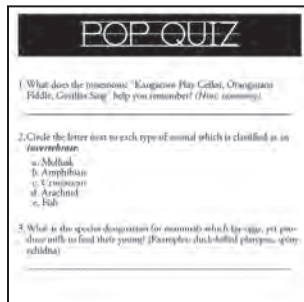 POP QUIZ
1. What does the mnemonic "Kangaroos Play Cellos, Orangutans
Fiddle, Gorillas Sing" help you remember? (Hint: taxonomy)
2. Circle the letter next to each type of animal which is classified as an
invertebrate.
a. Mollusk
b. Amphibian
c. Crustacean
d. Arachnid
e. Fish
3. What is the species designation for mammals which lay eggs, yet pro-
duce milk to feed their young? (Examples: duck-billed platypus, spiny
echidna)